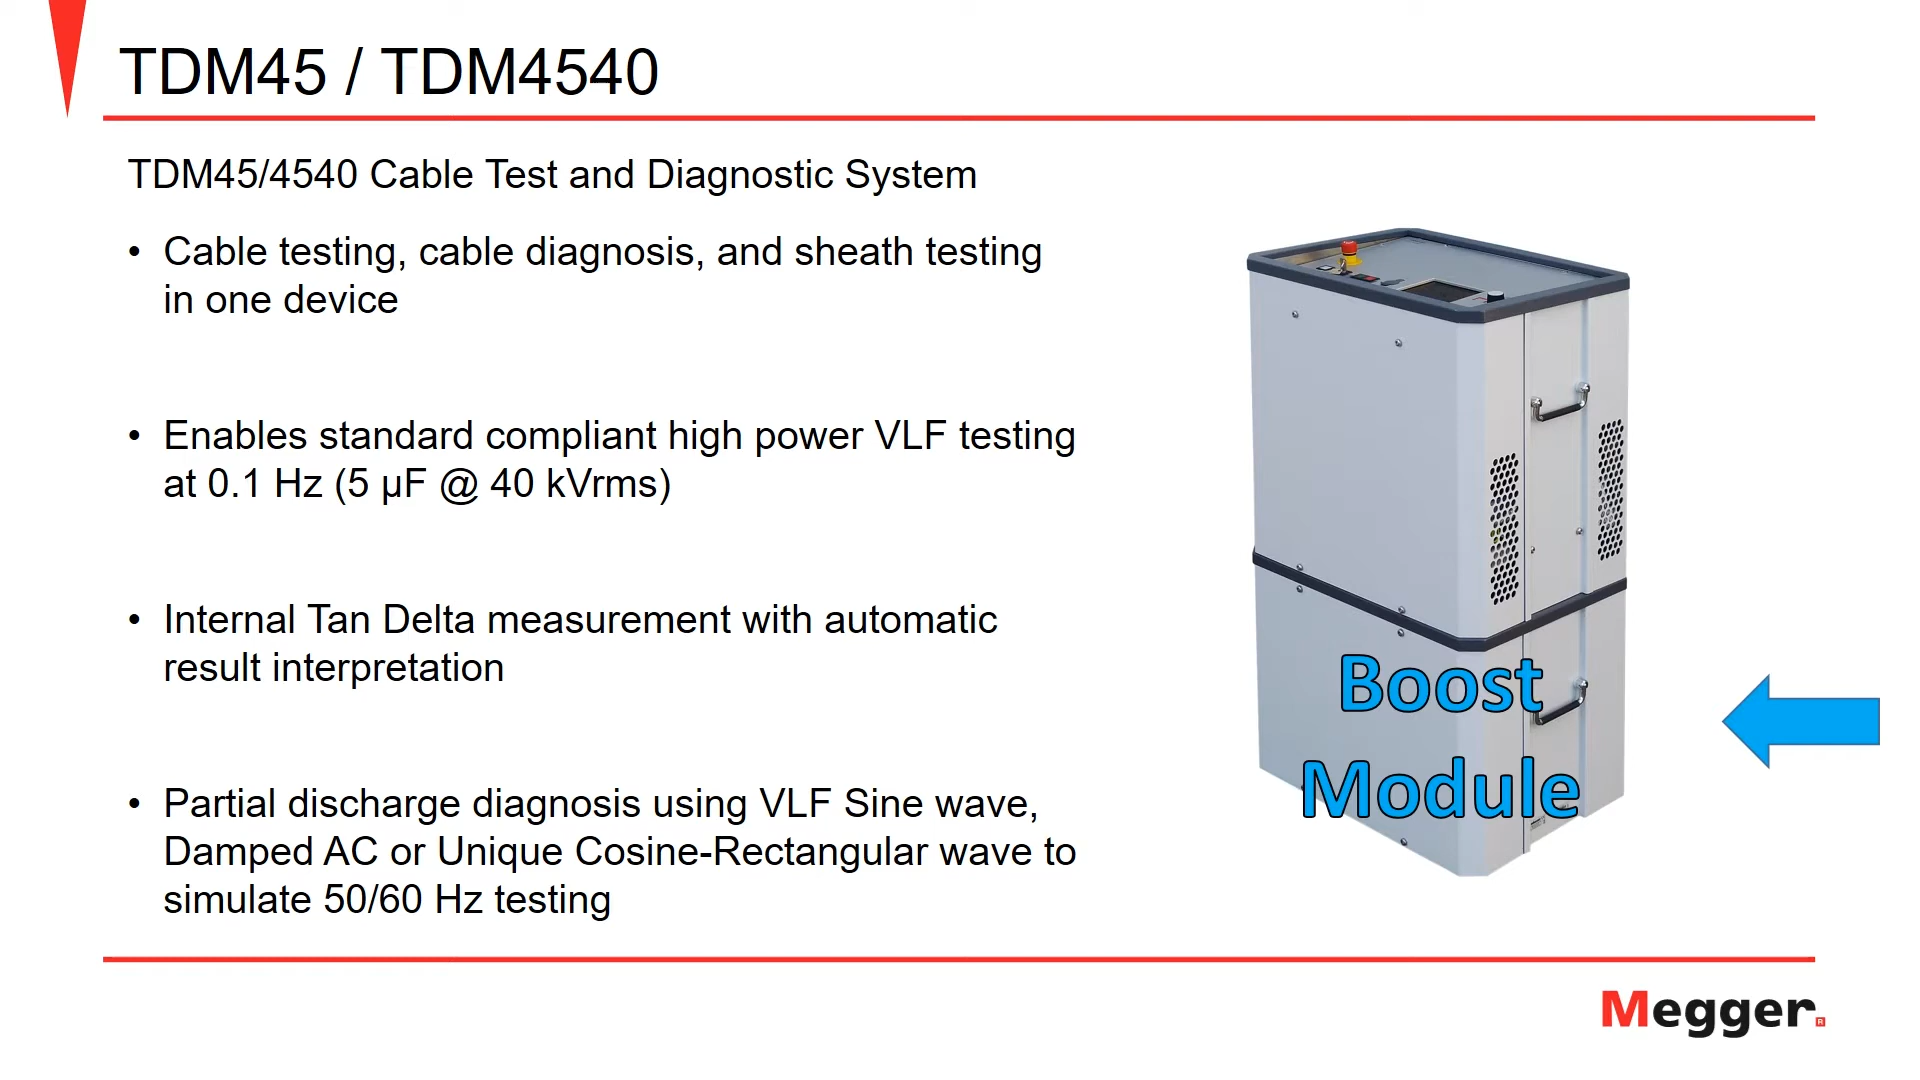 TDM45 / TDM4540
TDM45/4540 Cable Test and Diagnostic System
• Cable testing, cable diagnosis, and sheath testing
in one device
• Enables standard compliant high power VLF testing
at 0.1 Hz (5 µF @ 40 kVrms)
• Internal Tan Delta measurement with automatic
result interpretation
• Partial discharge diagnosis using VLF Sine wave,
Damped AC or Unique Cosine-Rectangular wave to
simulate 50/60 Hz testing
Boost
Module
Megger.